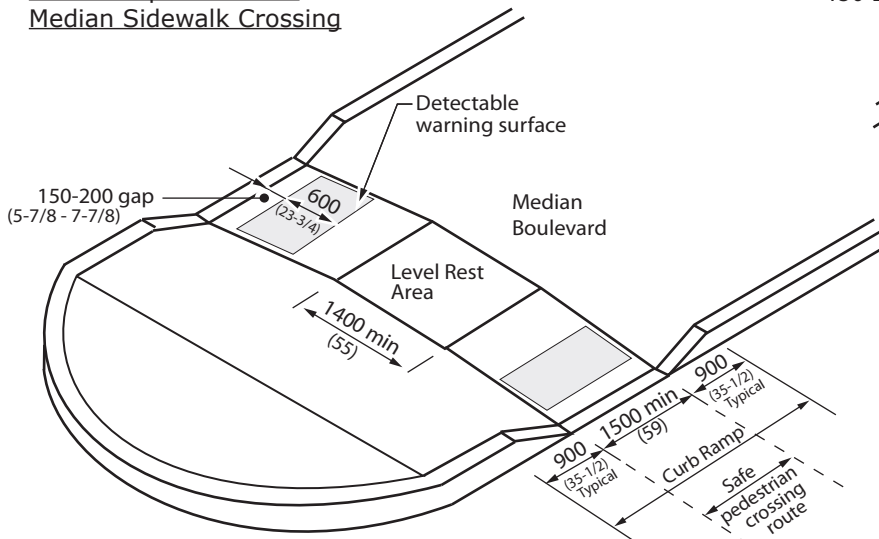 Median Sidewalk Crossing
Detectable
warning surface
150-200 gap
(5-7/8 - 7-7/8)
600
(23-3/4)
Median
Boulevard
Level Rest
Area
1400 min
(55)
900
(35-1/2)
Typical
1500 min
(59)
900
(35-1/2)
Typical
Curb Ramp
Safe
pedestrian
crossing
route